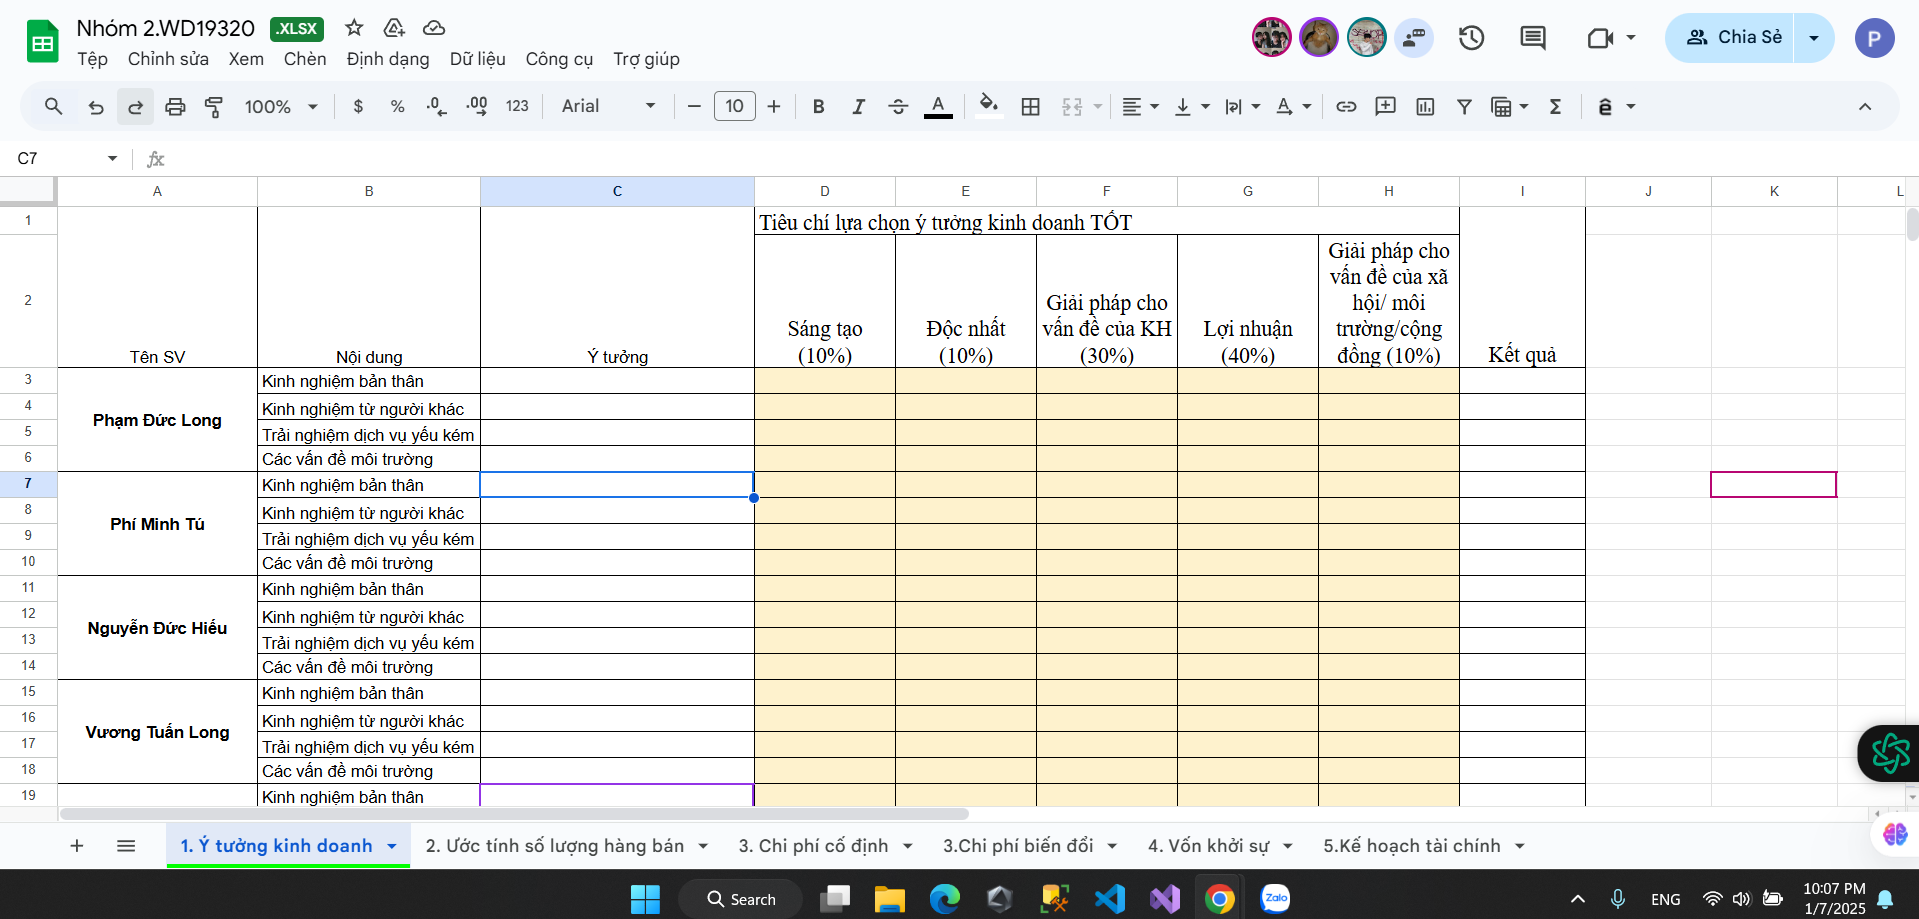 Nhóm 2.WD19320 .XLSX
Tệp Chỉnh sửa Xem Chèn Định dạng Dữ liệu Công cụ Trợ giúp
Chia Sẻ
P
100% $ % .0 .00 123 Arial 10 B I A Σ ê
C7 fx
A B C D E F G H I J K L
1 Tiêu chí lựa chọn ý tưởng kinh doanh TỐT
2 Tên SV Nội dung Ý tưởng Sáng tạo (10%) Độc nhất (10%) Giải pháp cho vấn đề của KH (30%) Lợi nhuận (40%) Giải pháp cho vấn đề của xã hội/ môi trường/cộng đồng (10%) Kết quả
Phạm Đức Long
3 Kinh nghiệm bản thân
4 Kinh nghiệm từ người khác
5 Trải nghiệm dịch vụ yếu kém
6 Các vấn đề môi trường
Phí Minh Tú
7 Kinh nghiệm bản thân
8 Kinh nghiệm từ người khác
9 Trải nghiệm dịch vụ yếu kém
10 Các vấn đề môi trường
Nguyễn Đức Hiếu
11 Kinh nghiệm bản thân
12 Kinh nghiệm từ người khác
13 Trải nghiệm dịch vụ yếu kém
14 Các vấn đề môi trường
Vương Tuấn Long
15 Kinh nghiệm bản thân
16 Kinh nghiệm từ người khác
17 Trải nghiệm dịch vụ yếu kém
18 Các vấn đề môi trường
19 Kinh nghiệm bản thân
1. Ý tưởng kinh doanh 2. Ước tính số lượng hàng bán 3. Chi phí cố định 3.Chi phí biến đổi 4. Vốn khởi sự 5.Kế hoạch tài chính
Search Zalo ENG 10:07 PM
1/7/2025